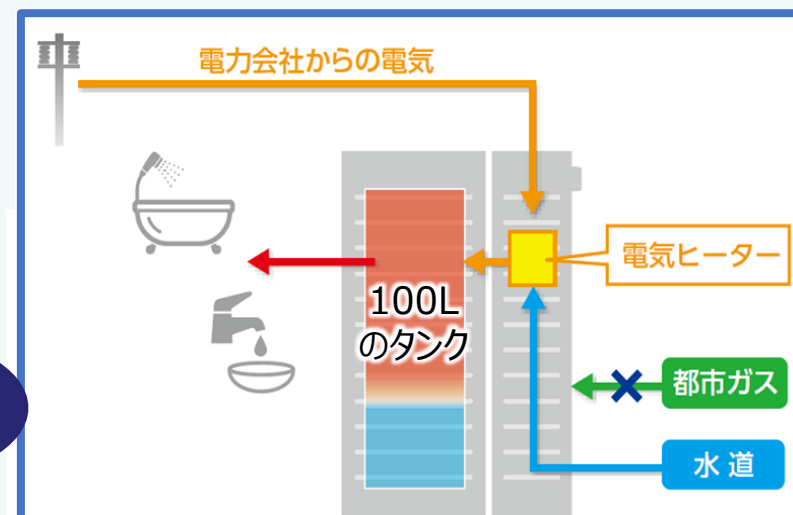 電力会社からの電気
電気ヒーター
100L
のタンク
都市ガス
水道